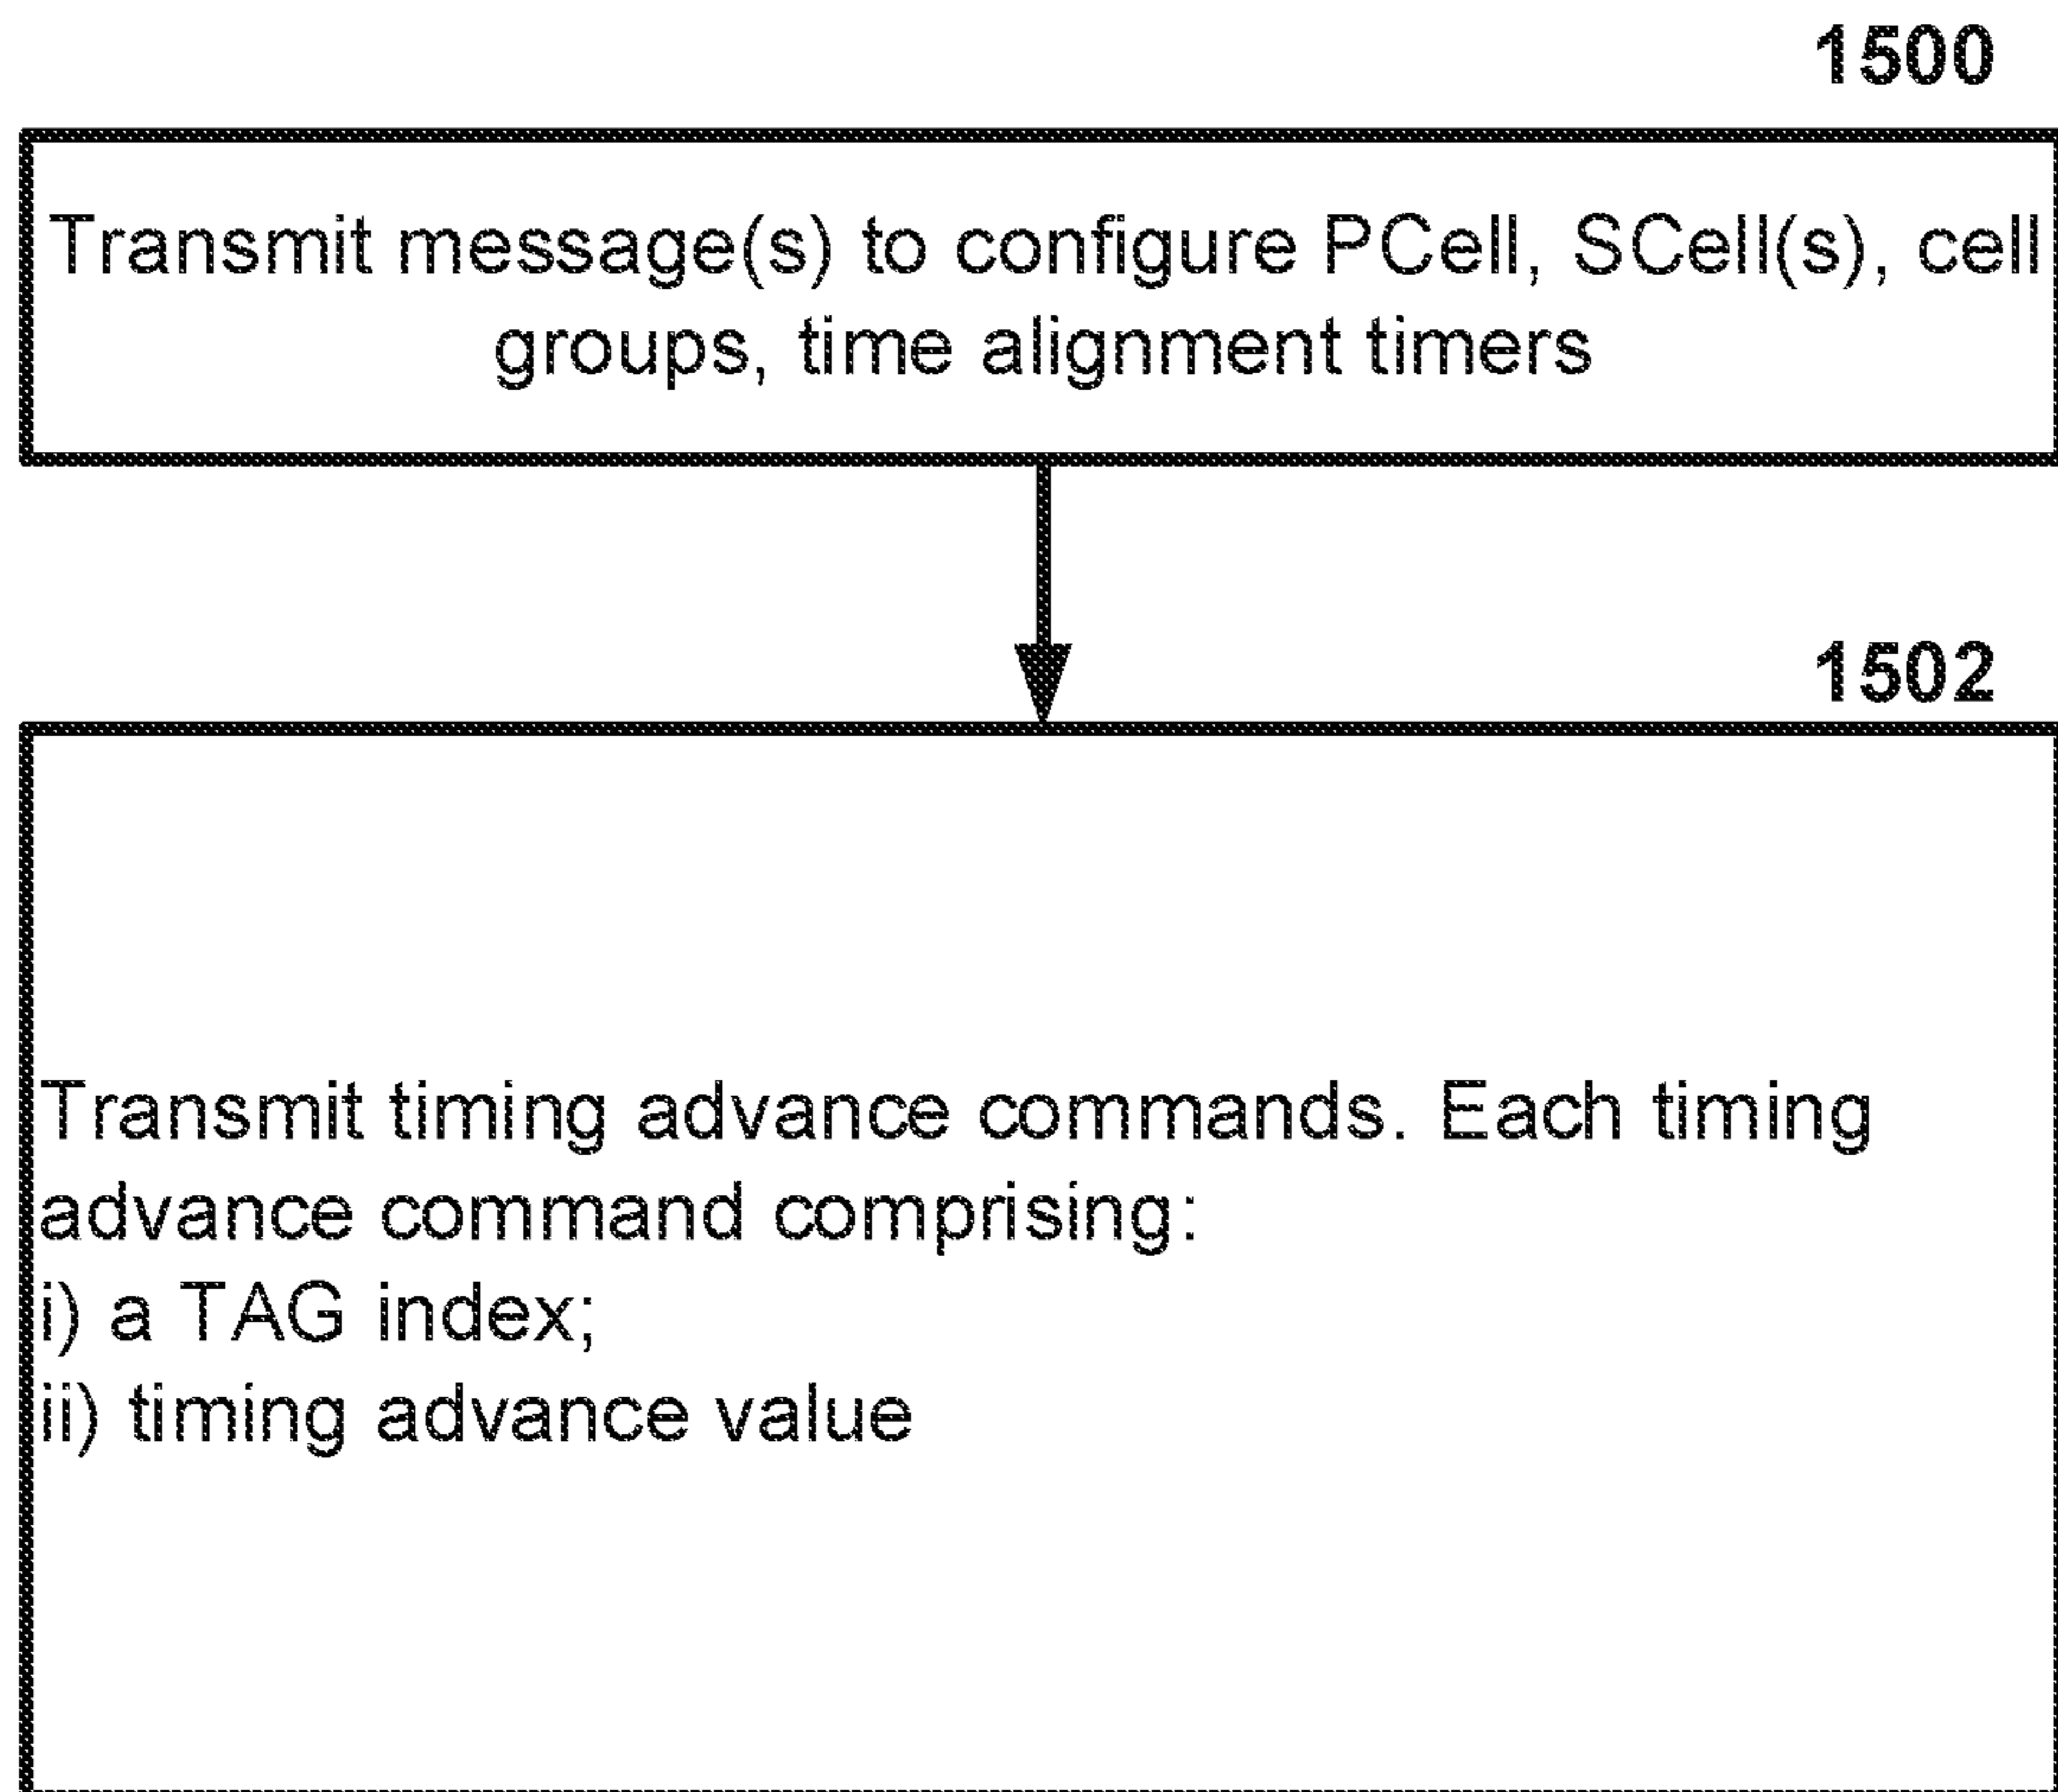 1500
Transmit message(s) to configure PCell, SCell(s), cell
groups, time alignment timers
1502
Transmit timing advance commands. Each timing
advance command comprising:
i) a TAG index;
ii) timing advance value